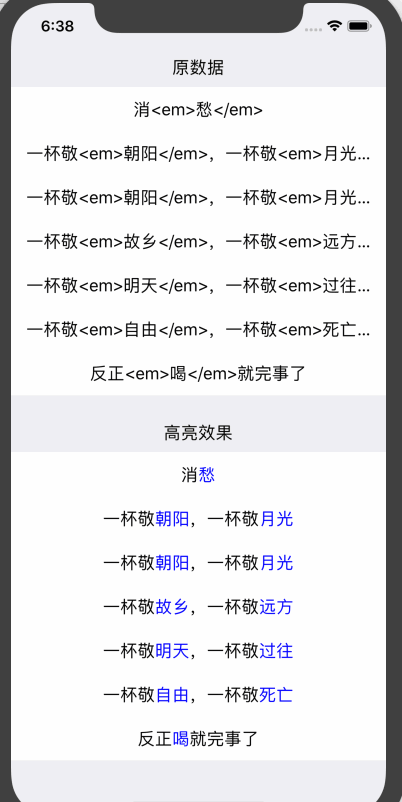 6:38
原数据
消<em>愁</em>
一杯敬<em>朝阳</em>，一杯敬<em>月光...
一杯敬<em>朝阳</em>，一杯敬<em>月光...
一杯敬<em>故乡</em>，一杯敬<em>远方...
一杯敬<em>明天</em>，一杯敬<em>过往...
一杯敬<em>自由</em>，一杯敬<em>死亡...
反正<em>喝</em>就完事了
高亮效果
消愁
一杯敬朝阳，一杯敬月光
一杯敬朝阳，一杯敬月光
一杯敬故乡，一杯敬远方
一杯敬明天，一杯敬过往
一杯敬自由，一杯敬死亡
反正喝就完事了